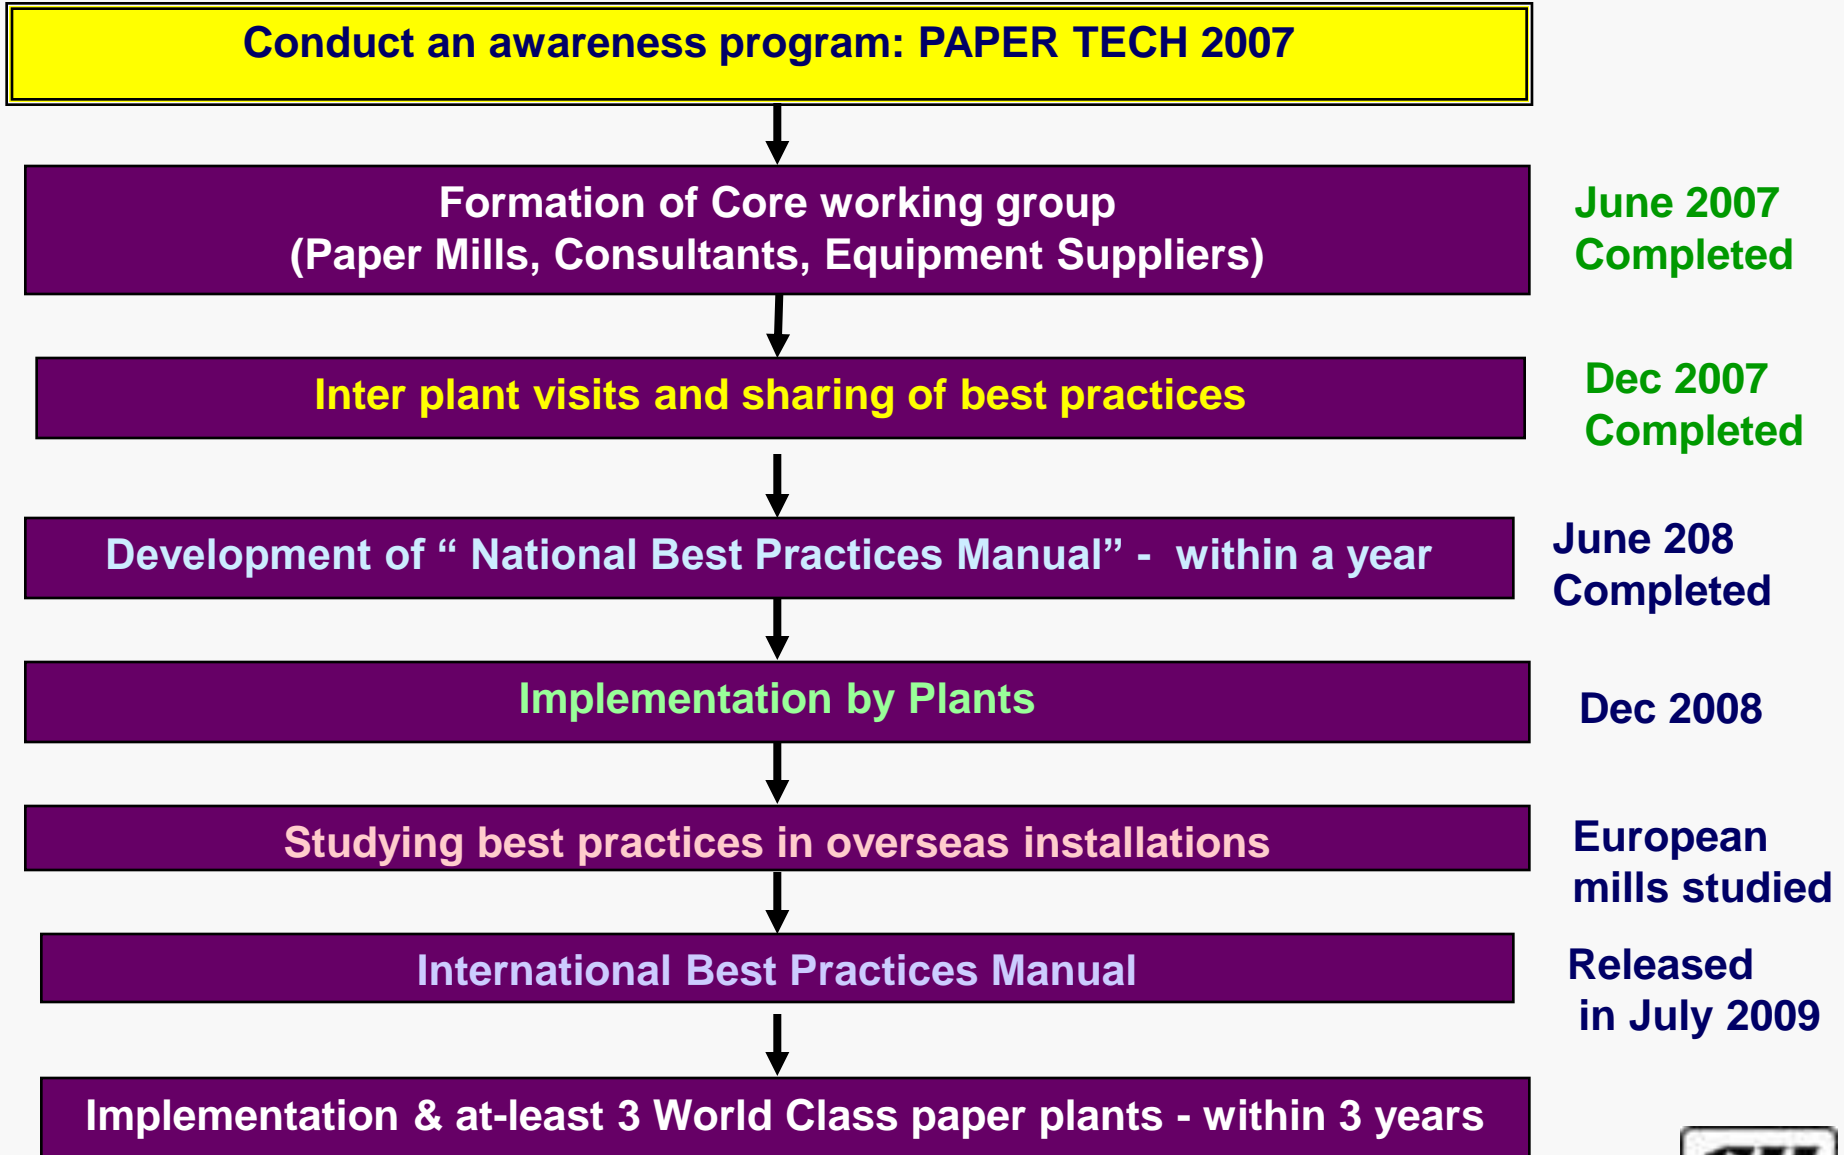 Conduct an awareness program: PAPER TECH 2007
Formation of Core working group
(Paper Mills, Consultants, Equipment Suppliers)
June 2007
Completed
Inter plant visits and sharing of best practices
Dec 2007
Completed
Development of “ National Best Practices Manual” - within a year
June 208
Completed
Implementation by Plants
Dec 2008
Studying best practices in overseas installations
European
mills studied
International Best Practices Manual
Released
in July 2009
Implementation & at-least 3 World Class paper plants - within 3 years